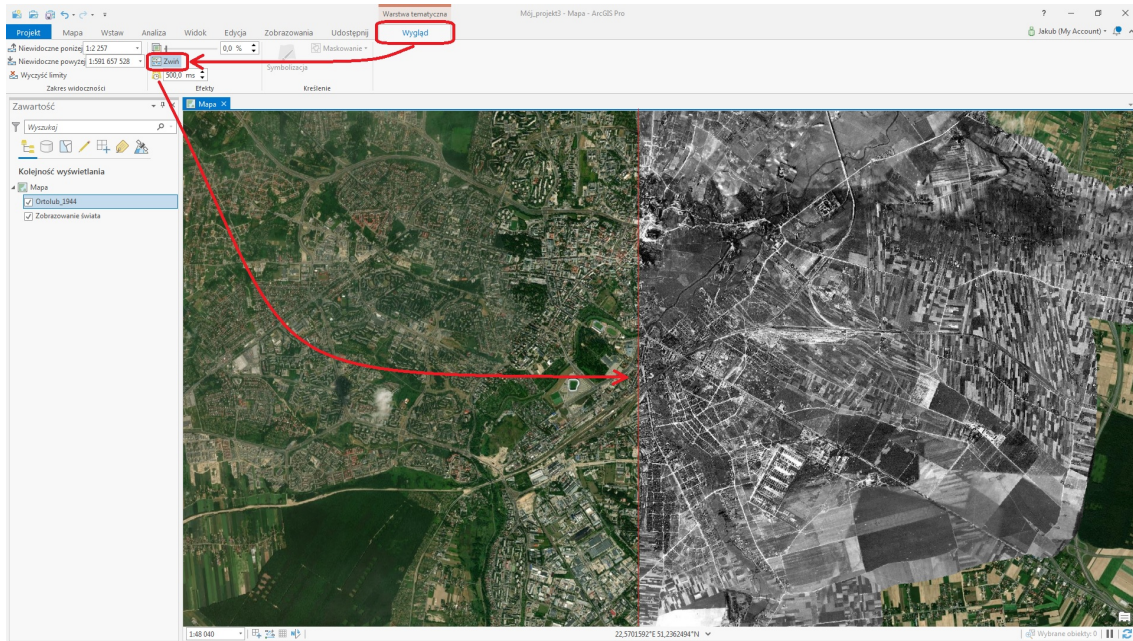 Warstwa tematyczna
Mój_projekt3 - Mapa - ArcGIS Pro
?
Projekt Mapa Wstaw Analiza Widok Edycja Zobrazowania Udostępnij Wygląd
Jakub (My Account)
Niewidoczne poniżej 1:2 257
0,0 %
Maskowanie
Niewidoczne powyżej 1:591 657 528
Zwiń
Symbolizacja
Wyczyść limity
500,0 ms
Zakres widoczności
Efekty
Kreślenie
Zawartość
Mapa
Wyszukaj
Kolejność wyświetlania
Mapa
Ortolub_1944
Zobrazowanie świata
1:48 040
22,5701592°E 51,2362494°N
Wybrane obiekty: 0